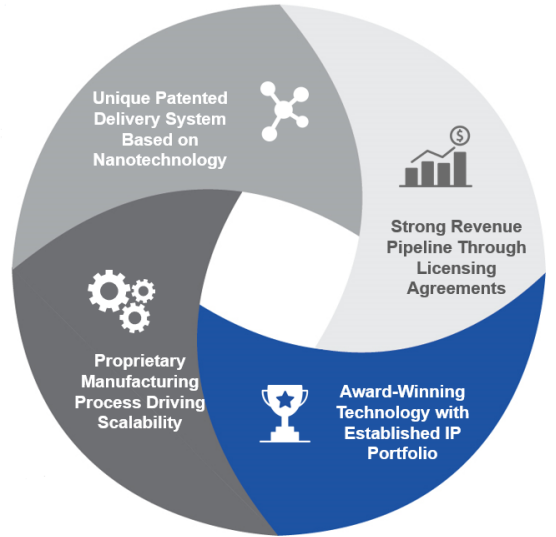 Unique Patented
Delivery System
Based on
Nanotechnology
$
Strong Revenue
Pipeline Through
Licensing
Agreements
Proprietary
Manufacturing
Process Driving
Scalability
Award-Winning
Technology with
Established IP
Portfolio